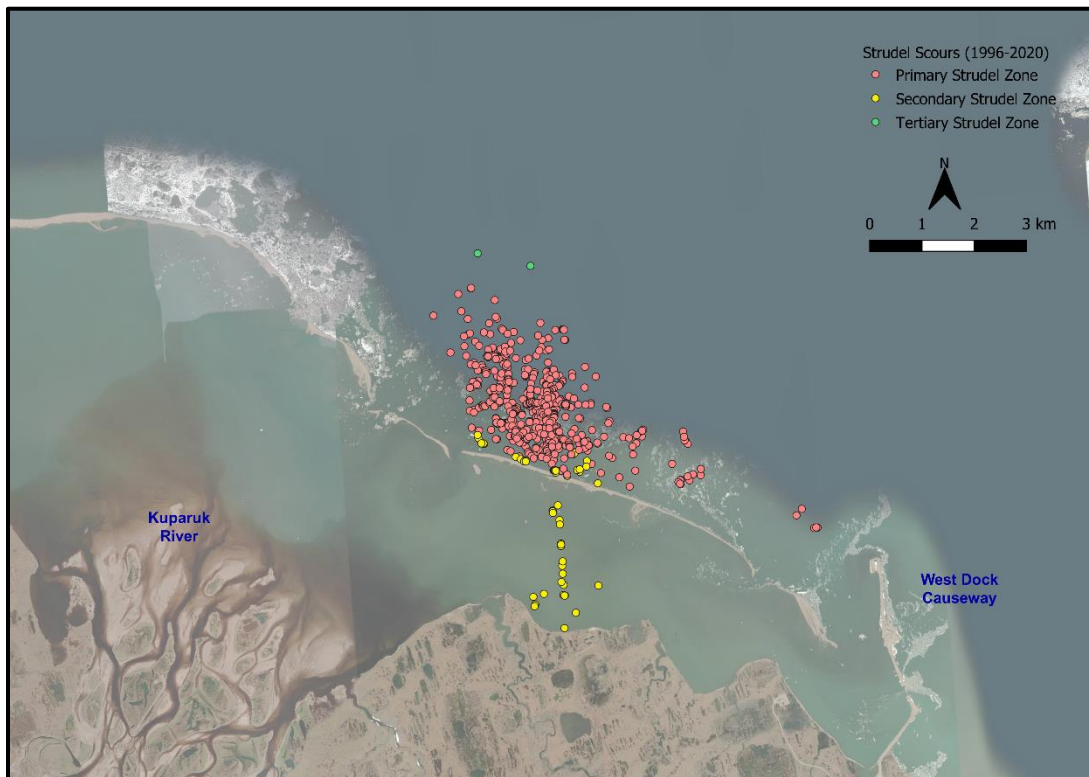 Strudel Scours (1996-2020)
Primary Strudel Zone
Secondary Strudel Zone
Tertiary Strudel Zone
N
0 1 2 3 km
Kuparuk
River
West Dock
Causeway